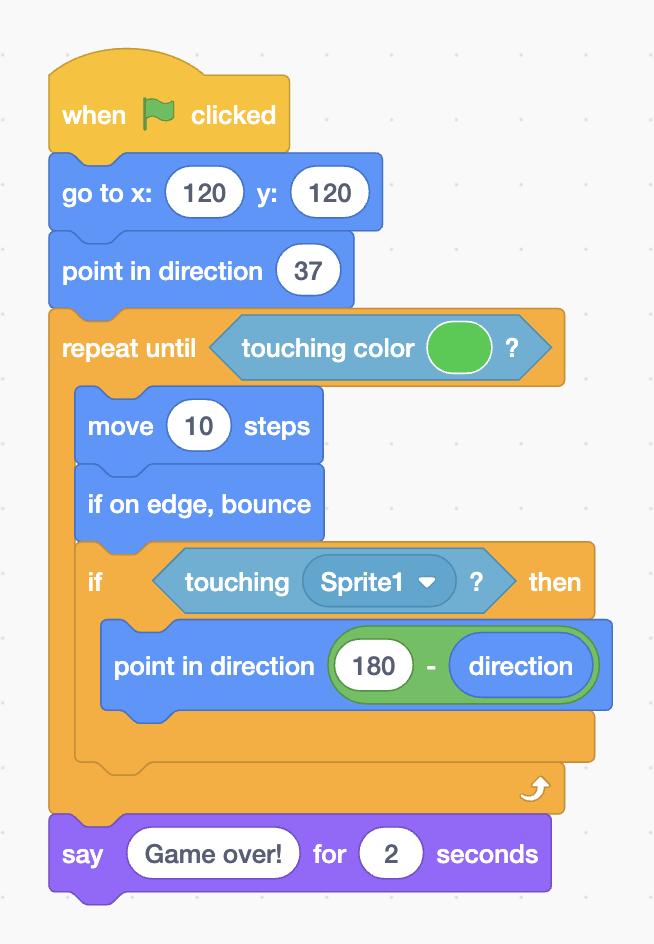 when clicked
go to x: 120 y: 120
point in direction 37
repeat until touching color ?
move 10 steps
if on edge, bounce
if touching Sprite1 ? then
point in direction 180 - direction
say Game over! for 2 seconds